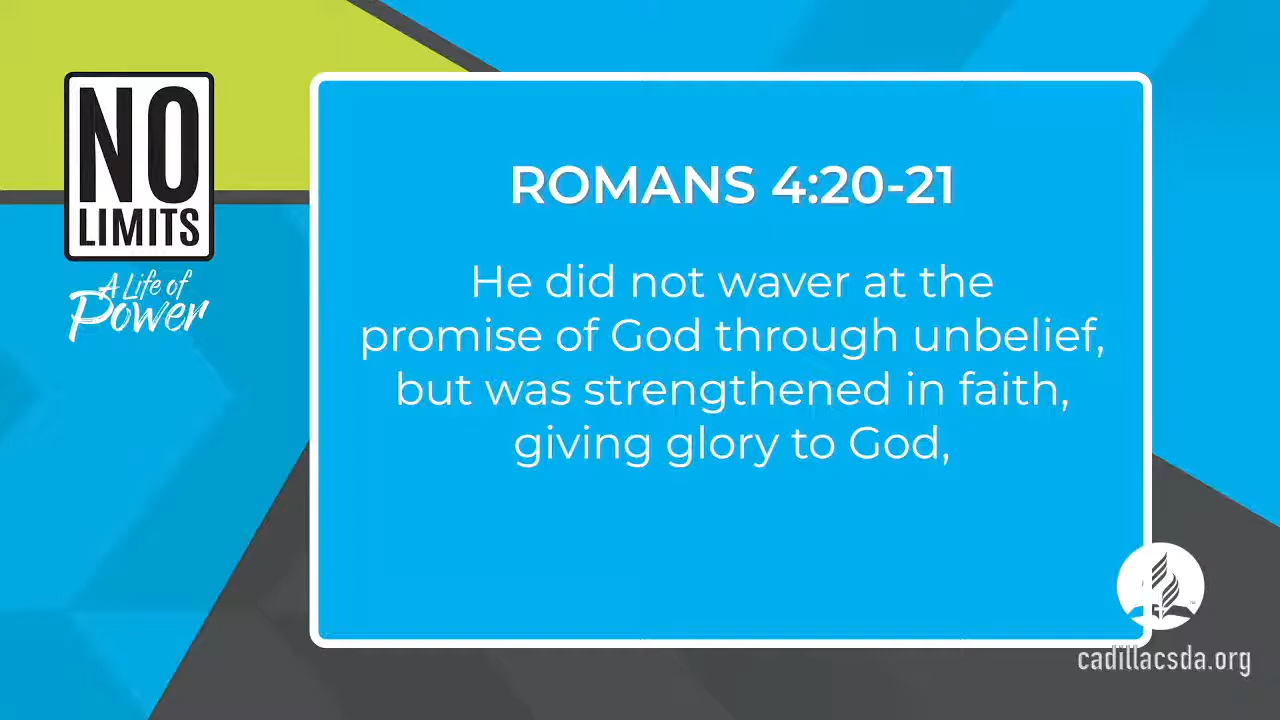 NO
LIMITS
A Life of
Power
ROMANS 4:20-21
He did not waver at the
promise of God through unbelief,
but was strengthened in faith,
giving glory to God,
cadillacsda.org